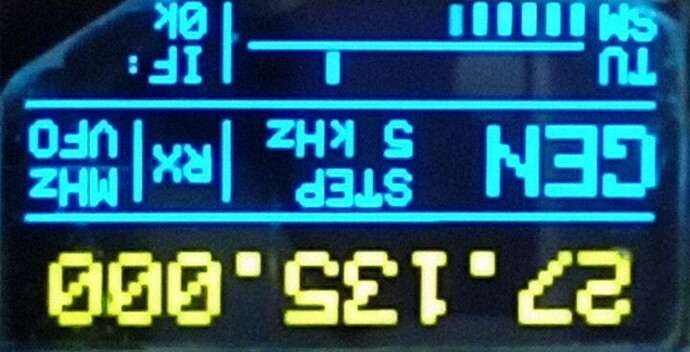 27.135.000
GEN STEP 5 kHz RX MHz VFO
TU IF:
SM 0k